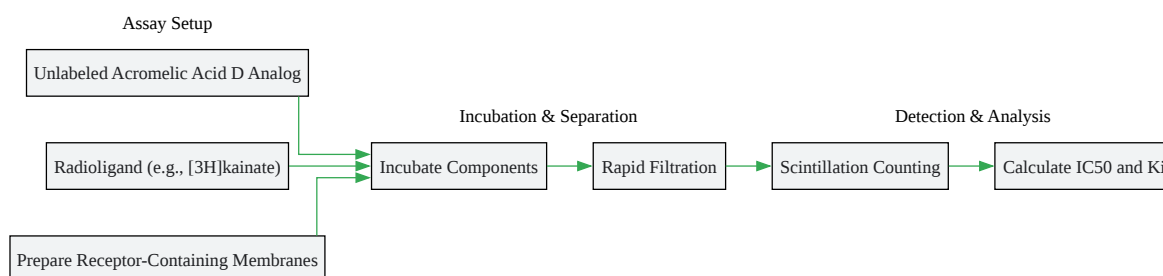 Assay Setup
Unlabeled Acromelic Acid D Analog
Radioligand (e.g., [3H]kainate)
Prepare Receptor-Containing Membranes
Incubation & Separation
Incubate Components
Rapid Filtration
Detection & Analysis
Scintillation Counting
Calculate IC50 and Ki